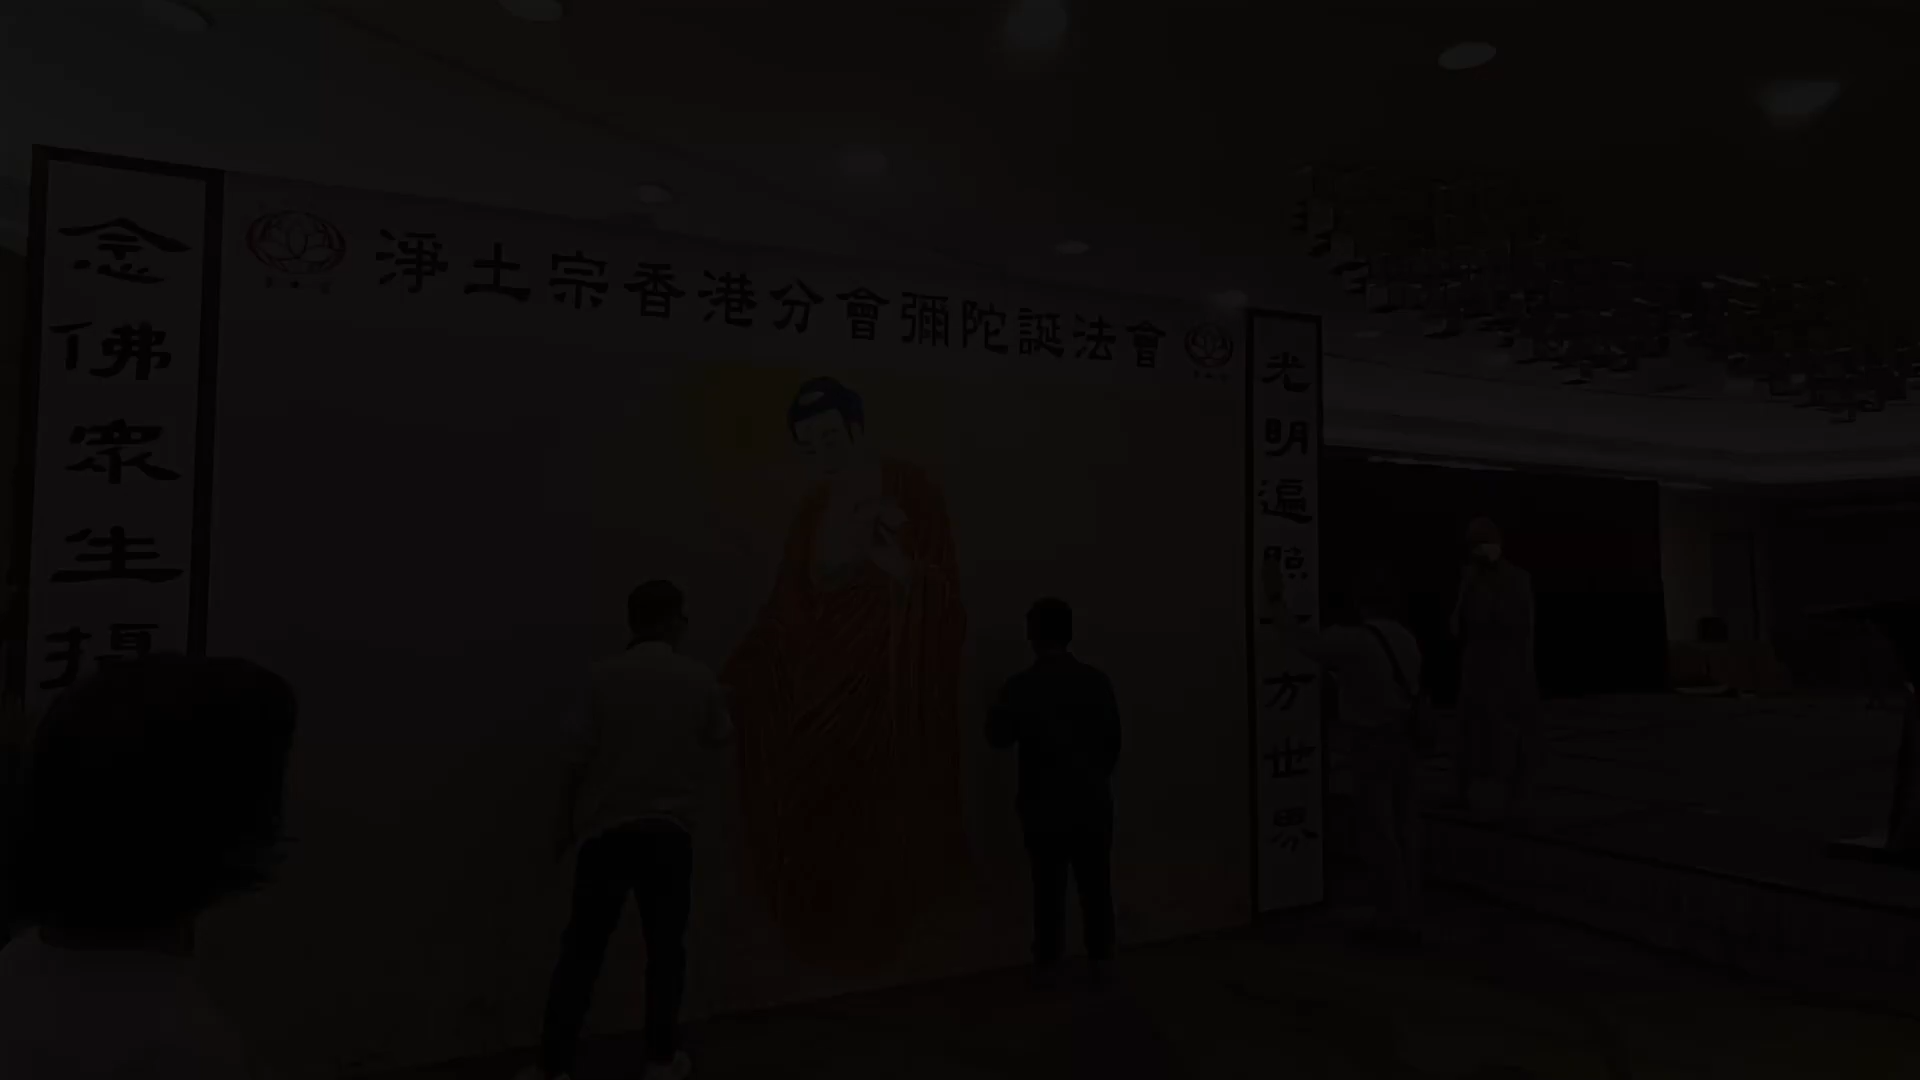 淨土宗香港分會彌陀誕法會
光明遍照十方世界
念佛眾生攝